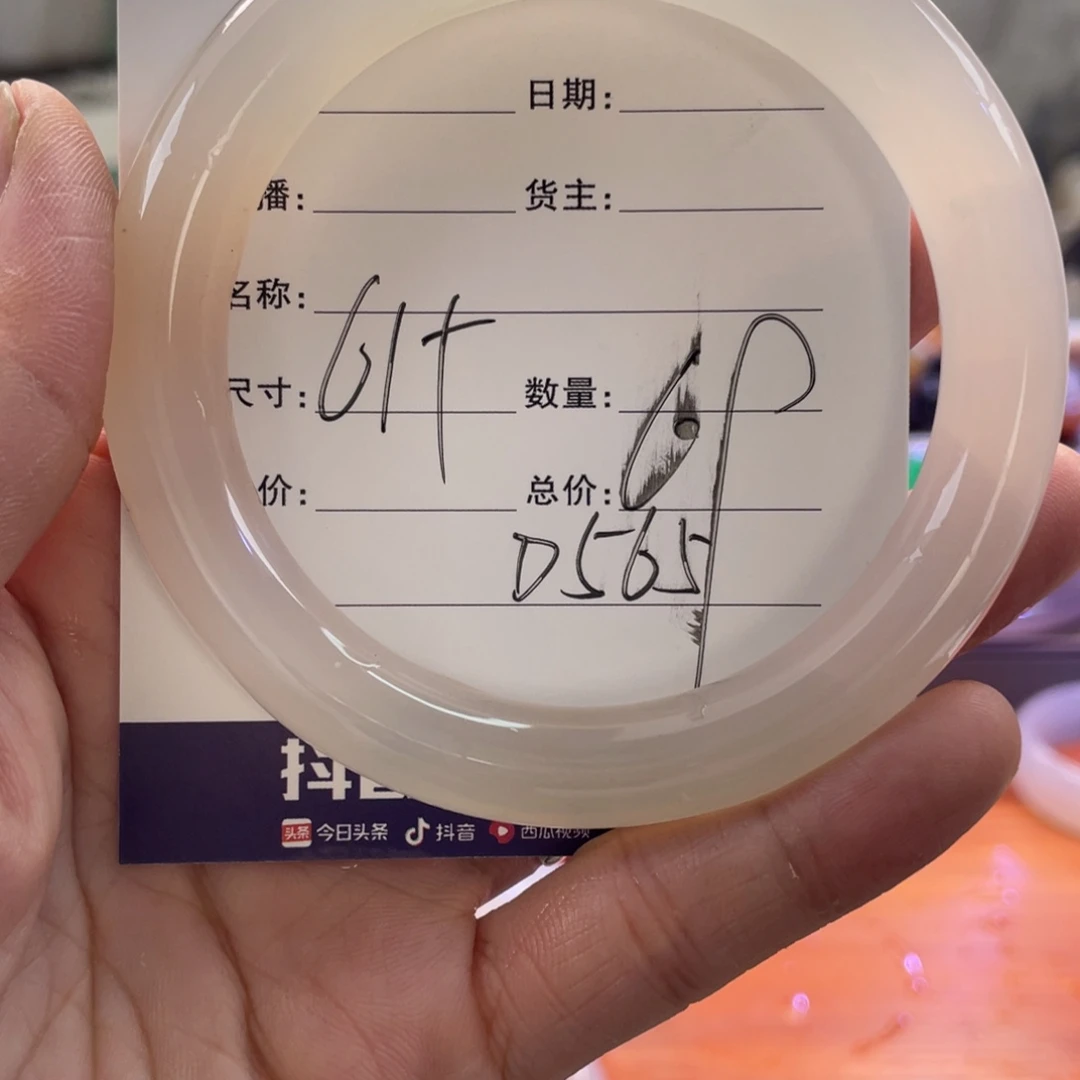 日期:
播: 货主:
名称:
尺寸: 61+ 数量:
价: 总价:
D565
抖音
头条 今日头条 抖音 西瓜视频